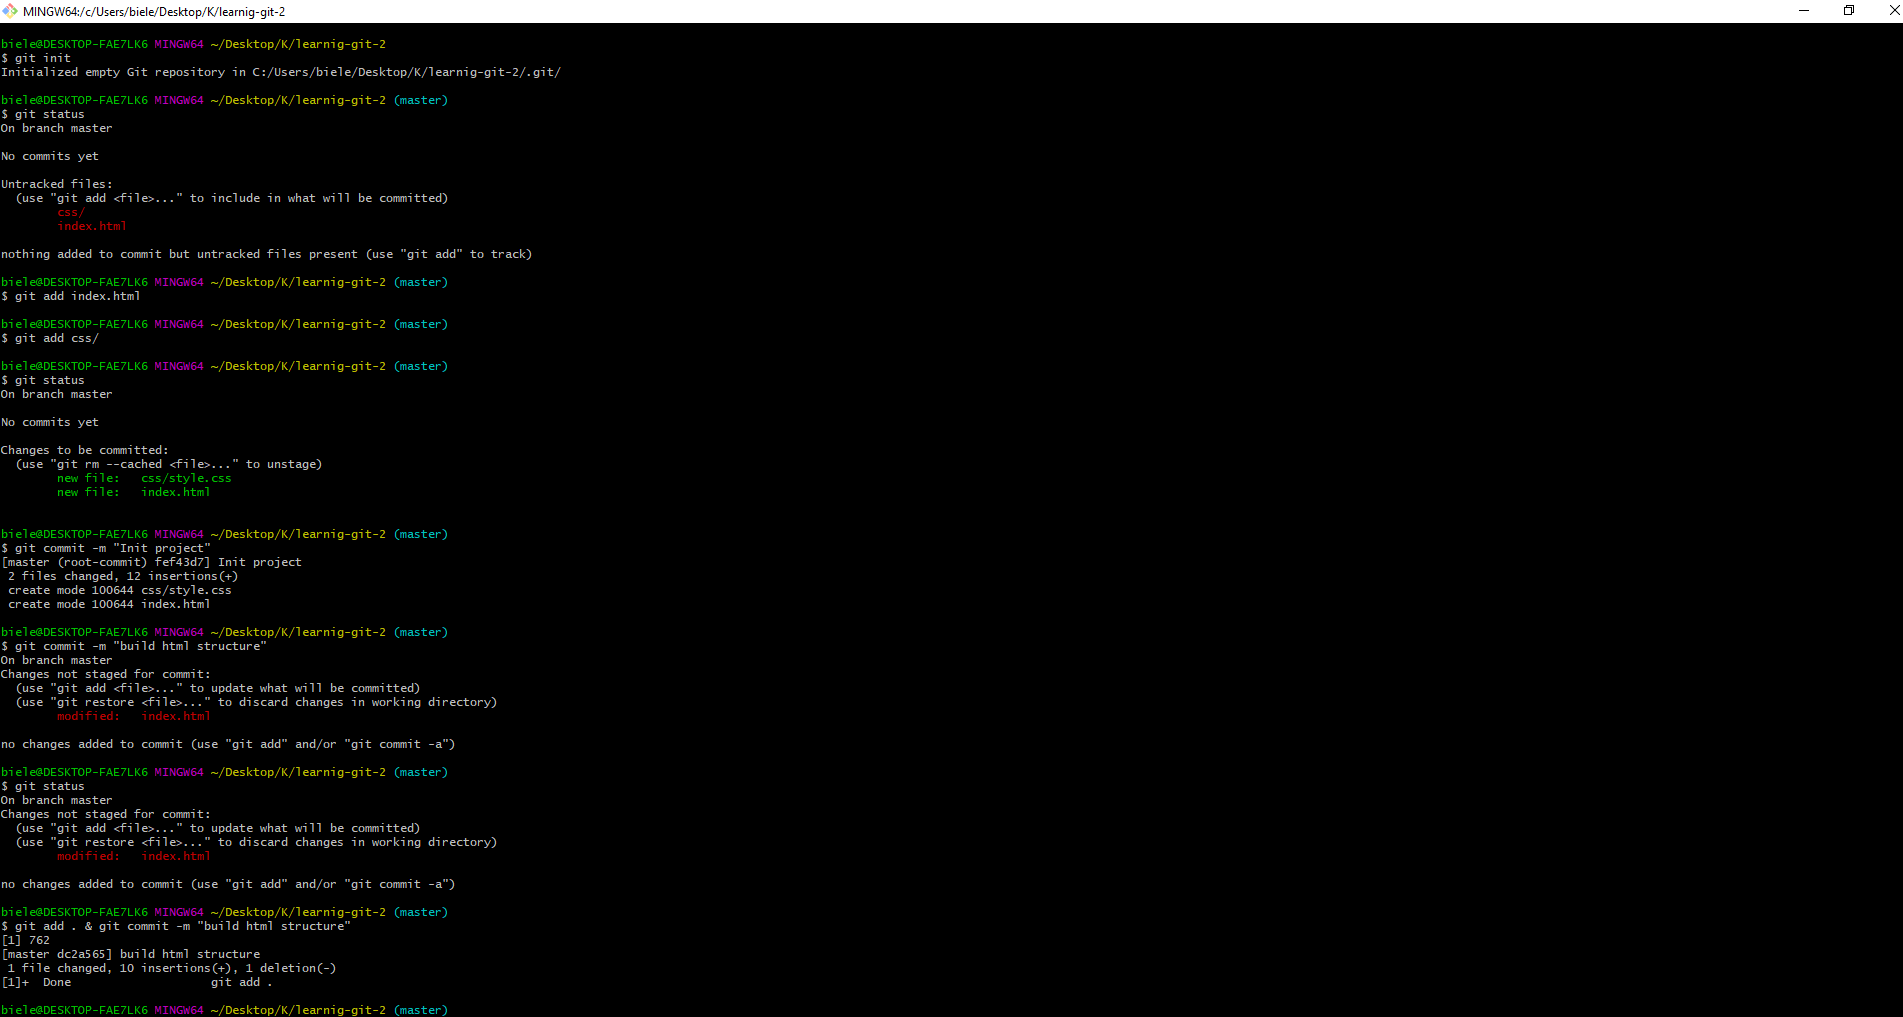 MINGW64:/c/Users/biele/Desktop/K/learnig-git-2
biele@DESKTOP-FAE7LK6 MINGW64 ~/Desktop/K/learnig-git-2
$ git init
Initialized empty Git repository in C:/Users/biele/Desktop/K/learnig-git-2/.git/
biele@DESKTOP-FAE7LK6 MINGW64 ~/Desktop/K/learnig-git-2 (master)
$ git status
On branch master
No commits yet
Untracked files:
(use "git add <file>..." to include in what will be committed)
css/
index.html
nothing added to commit but untracked files present (use "git add" to track)
biele@DESKTOP-FAE7LK6 MINGW64 ~/Desktop/K/learnig-git-2 (master)
$ git add index.html
biele@DESKTOP-FAE7LK6 MINGW64 ~/Desktop/K/learnig-git-2 (master)
$ git add css/
biele@DESKTOP-FAE7LK6 MINGW64 ~/Desktop/K/learnig-git-2 (master)
$ git status
On branch master
No commits yet
Changes to be committed:
(use "git rm --cached <file>..." to unstage)
new file:   css/style.css
new file:   index.html
biele@DESKTOP-FAE7LK6 MINGW64 ~/Desktop/K/learnig-git-2 (master)
$ git commit -m "Init project"
[master (root-commit) fef43d7] Init project
2 files changed, 12 insertions(+)
create mode 100644 css/style.css
create mode 100644 index.html
biele@DESKTOP-FAE7LK6 MINGW64 ~/Desktop/K/learnig-git-2 (master)
$ git commit -m "build html structure"
On branch master
Changes not staged for commit:
(use "git add <file>..." to update what will be committed)
(use "git restore <file>..." to discard changes in working directory)
modified:   index.html
no changes added to commit (use "git add" and/or "git commit -a")
biele@DESKTOP-FAE7LK6 MINGW64 ~/Desktop/K/learnig-git-2 (master)
$ git status
On branch master
Changes not staged for commit:
(use "git add <file>..." to update what will be committed)
(use "git restore <file>..." to discard changes in working directory)
modified:   index.html
no changes added to commit (use "git add" and/or "git commit -a")
biele@DESKTOP-FAE7LK6 MINGW64 ~/Desktop/K/learnig-git-2 (master)
$ git add . & git commit -m "build html structure"
[1] 762
[master dc2a565] build html structure
1 file changed, 10 insertions(+), 1 deletion(-)
[1]+  Done                    git add .
biele@DESKTOP-FAE7LK6 MINGW64 ~/Desktop/K/learnig-git-2 (master)